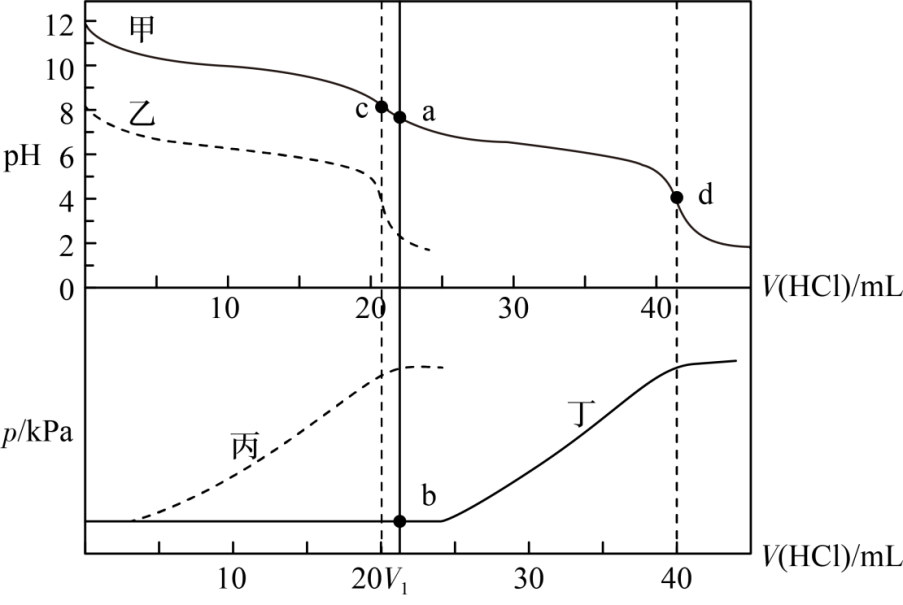 12
10
8
pH 6
4
2
0
甲
乙
c
a
d
10
20
30
40
V(HCl)/mL
p/kPa
丙
丁
b
10
20V₁
30
40
V(HCl)/mL